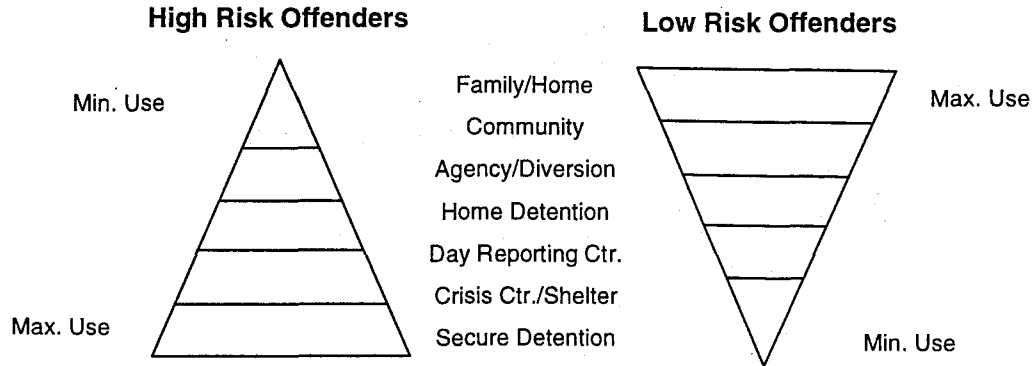 High Risk Offenders
Low Risk Offenders
Min. Use
Family/Home
Max. Use
Community
Agency/Diversion
Home Detention
Day Reporting Ctr.
Crisis Ctr./Shelter
Max. Use
Secure Detention
Min. Use